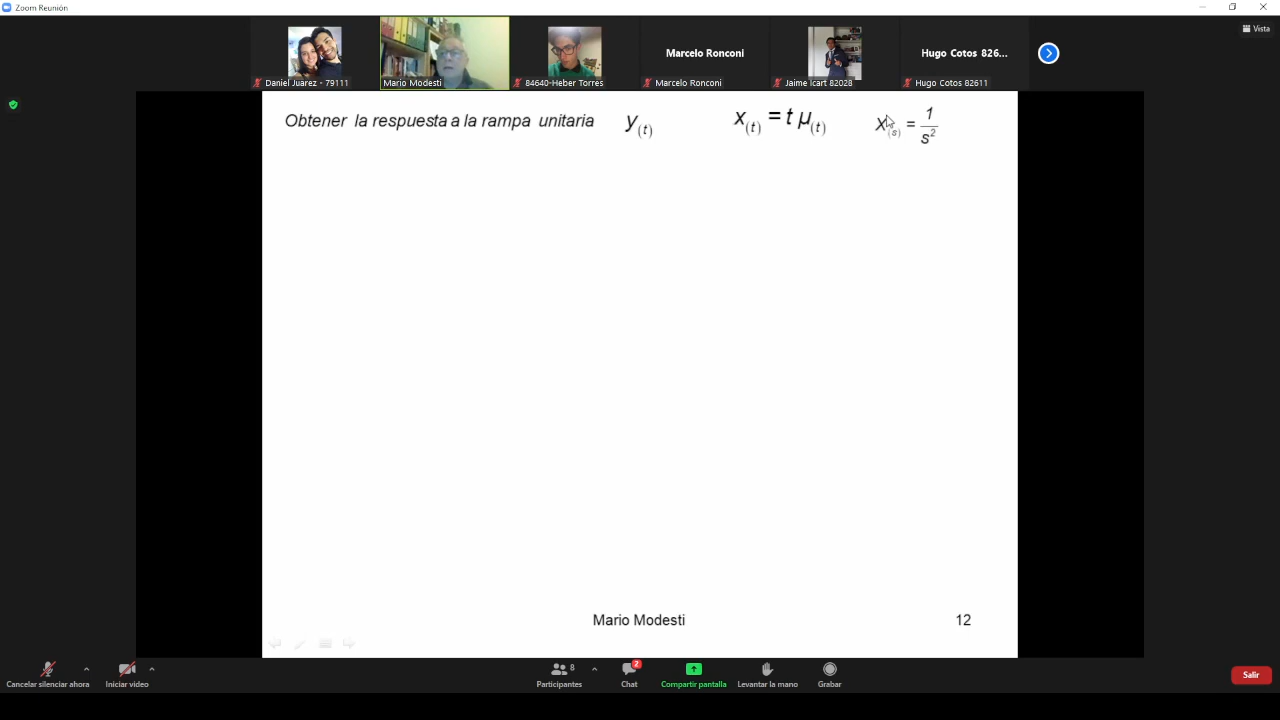 Zoom Reunión
Vista
Daniel Juarez - 79111
Mario Modesti
84640-Heber Torres
Marcelo Ronconi
Marcelo Ronconi
Jaime Icart 82028
Hugo Cotos 826...
Hugo Cotos 82611
Obtener la respuesta a la rampa unitaria y(t) x(t) = t μ(t) X(s) = 1/s²
Mario Modesti 12
Cancelar silenciar ahora
Iniciar video
8
Participantes
2
Chat
Compartir pantalla
Levantar la mano
Grabar
Salir